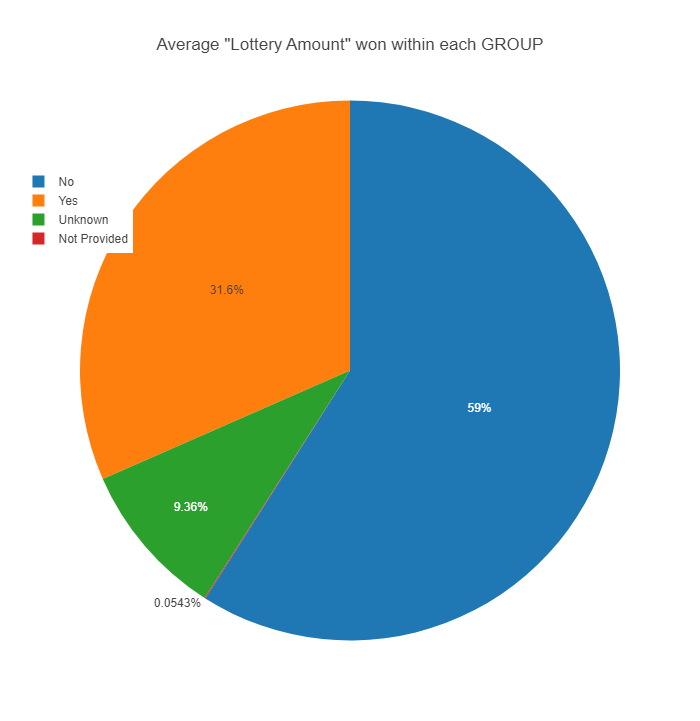 Average "Lottery Amount" won within each GROUP
No
Yes
Unknown
Not Provided
31.6%
59%
9.36%
0.0543%